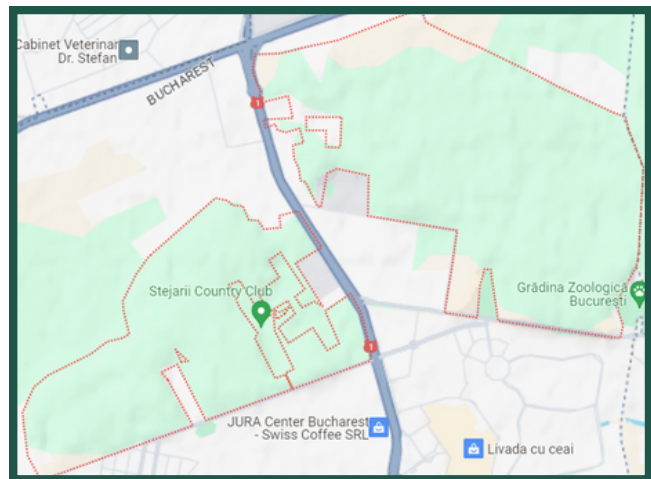 Cabinet Veterinar
Dr. Stefan
BUCHAREST
1
Stejarii Country Club
Grădina Zoologică
București
1
JURA Center Bucharest
- Swiss Coffee SRL
Livada cu ceai